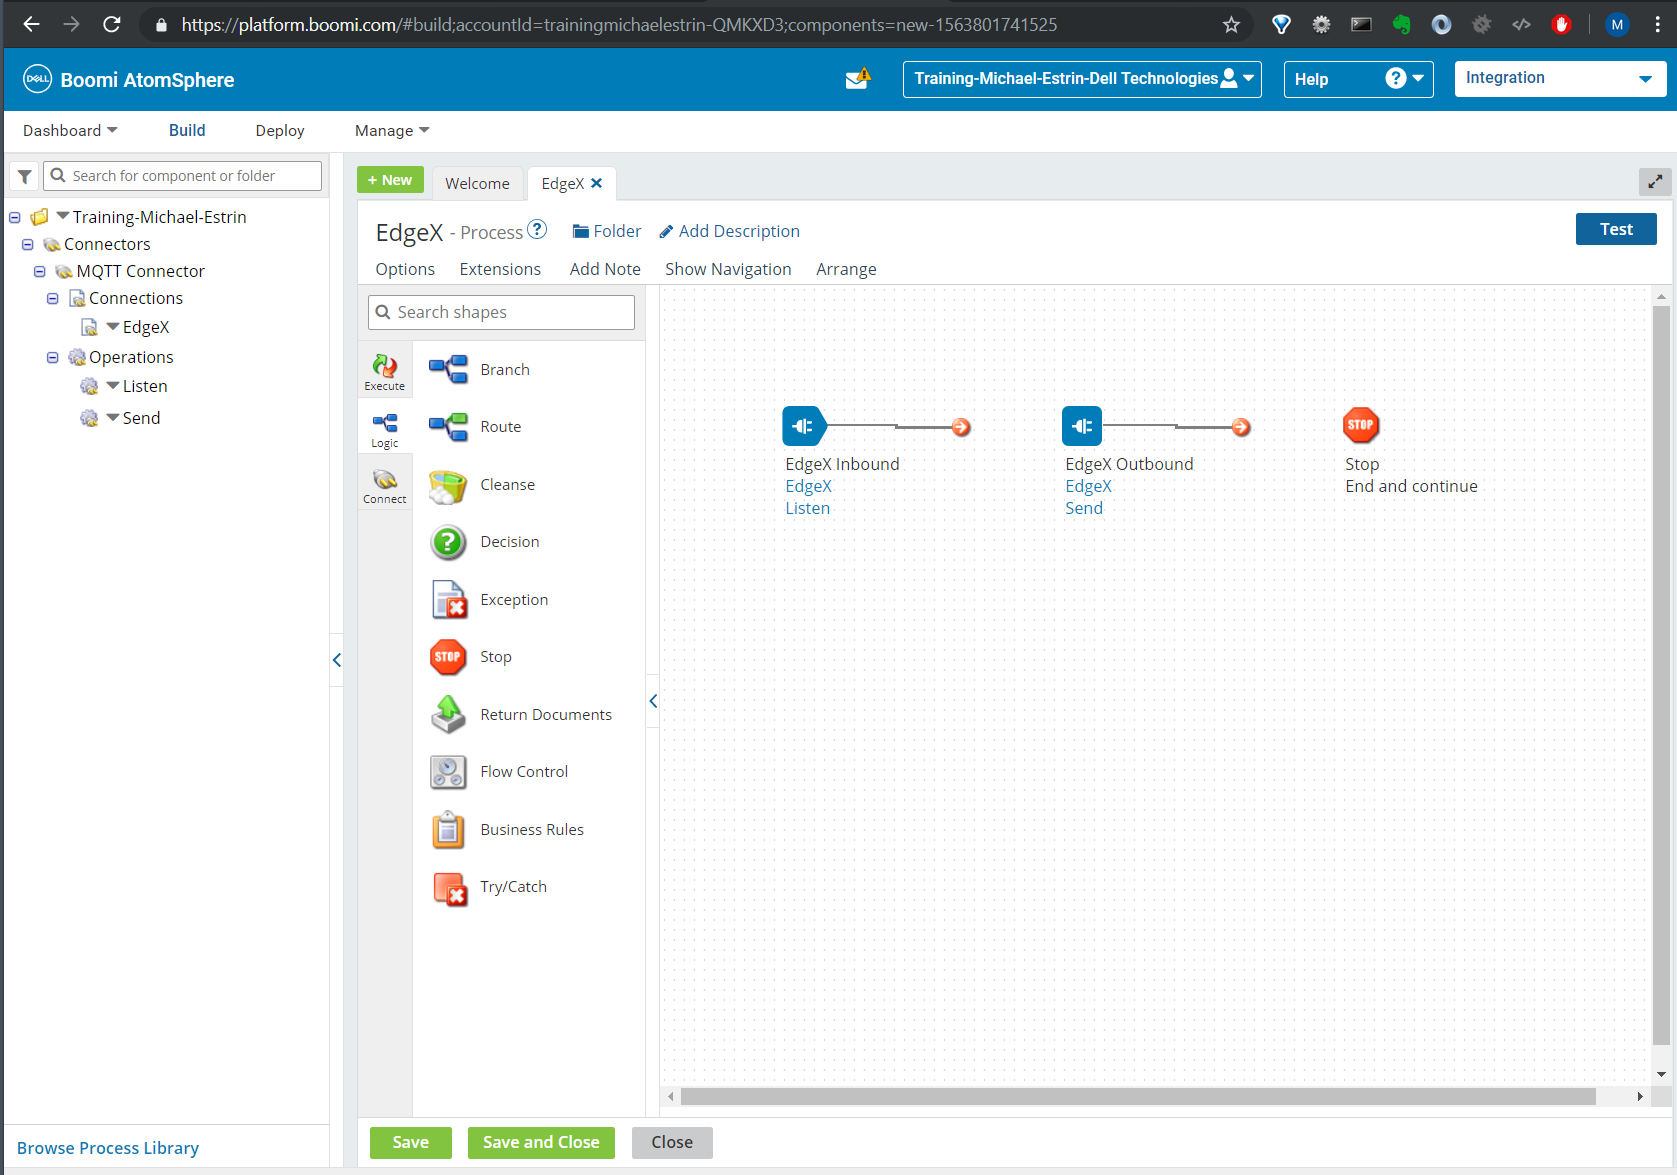 https://platform.boomi.com/#build;accountId=trainingmichaelestrin-QMKXD3;components=new-1563801741525
M
DELL Boomi AtomSphere
Training-Michael-Estrin-Dell Technologies
Help ?
Integration
Dashboard Build Deploy Manage
Search for component or folder
Training-Michael-Estrin
Connectors
MQTT Connector
Connections
EdgeX
Operations
Listen
Send
Browse Process Library
+ New
Welcome
EdgeX
EdgeX - Process ? Folder Add Description
Test
Options Extensions Add Note Show Navigation Arrange
Search shapes
Execute
Logic
Connect
Branch
Route
Cleanse
? Decision
Exception
STOP Stop
Return Documents
Flow Control
Business Rules
Try/Catch
EdgeX Inbound
EdgeX
Listen
EdgeX Outbound
EdgeX
Send
STOP
Stop
End and continue
Save
Save and Close
Close